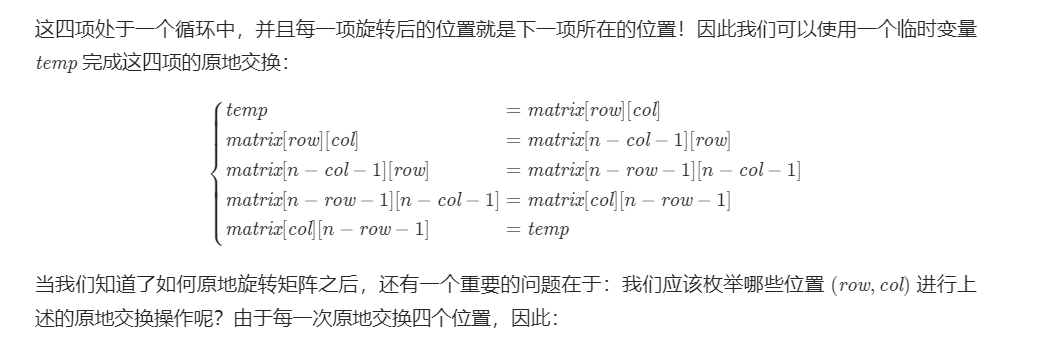 这四项处于一个循环中，并且每一项旋转后的位置就是下一项所在的位置！因此我们可以使用一个临时变量
temp 完成这四项的原地交换：
temp = matrix[row][col]
matrix[row][col] = matrix[n − col − 1][row]
matrix[n − col − 1][row] = matrix[n − row − 1][n − col − 1]
matrix[n − row − 1][n − col − 1] = matrix[col][n − row − 1]
matrix[col][n − row − 1] = temp
当我们知道了如何原地旋转矩阵之后，还有一个重要的问题在于：我们应该枚举哪些位置 (row, col) 进行上
述的原地交换操作呢？由于每一次原地交换四个位置，因此：